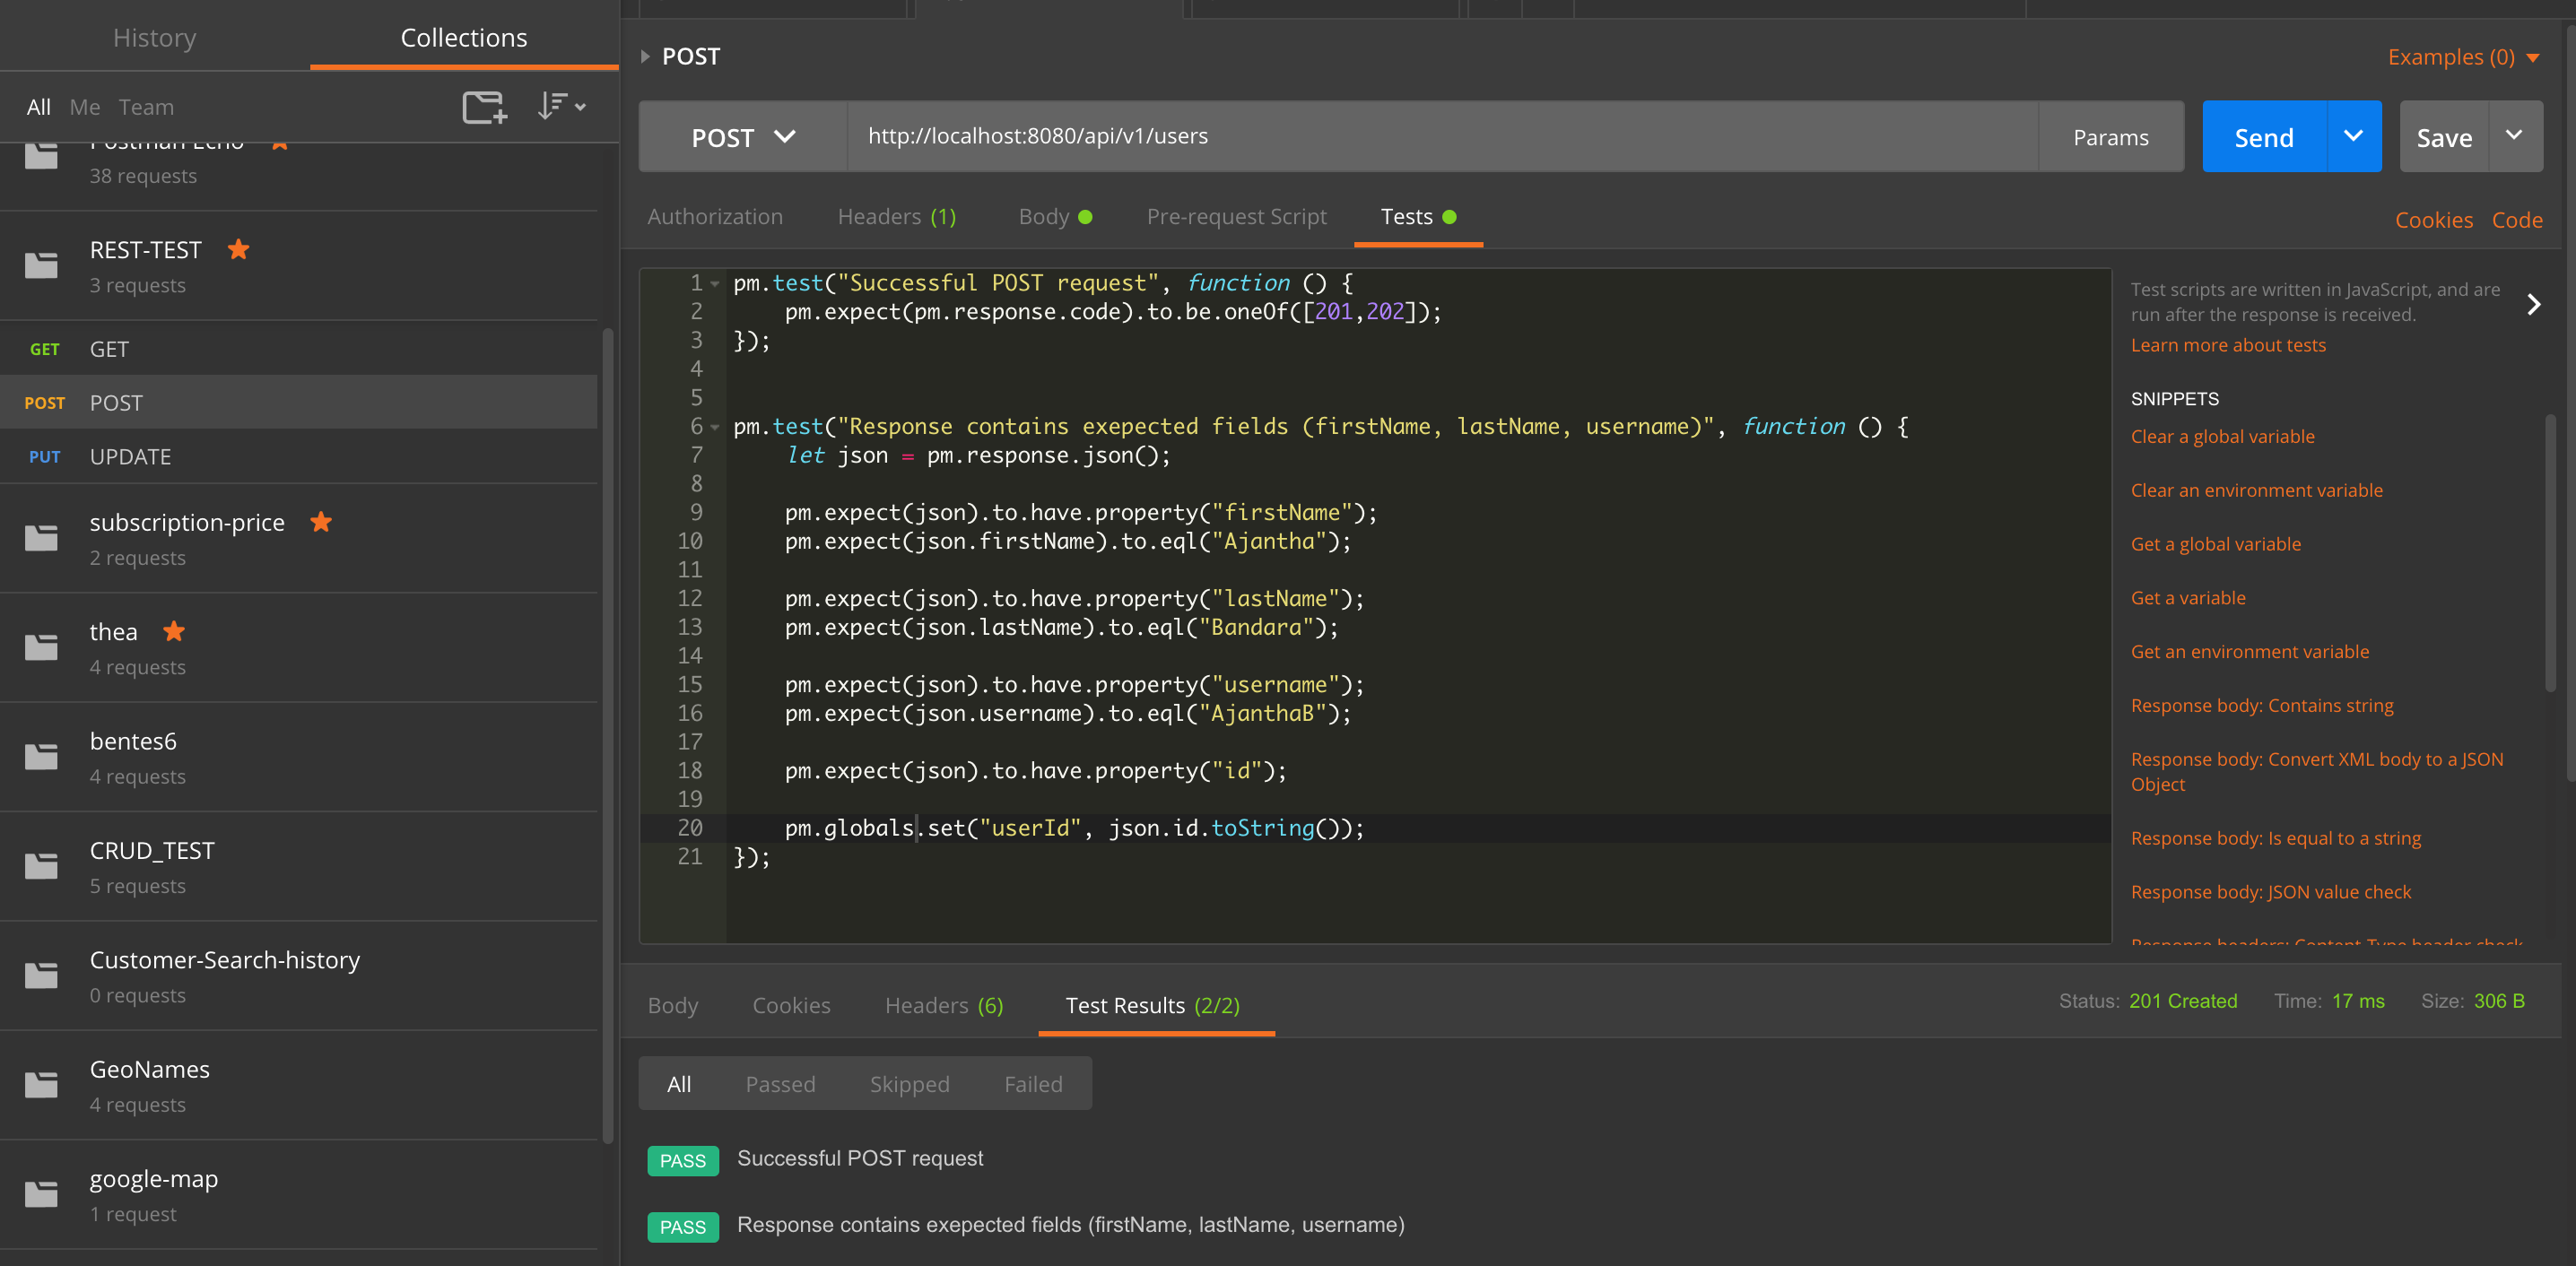 History
Collections
All Me Team
Postman Echo
38 requests
REST-TEST
3 requests
GET GET
POST POST
PUT UPDATE
subscription-price
2 requests
thea
4 requests
bentes6
4 requests
CRUD_TEST
5 requests
Customer-Search-history
0 requests
GeoNames
4 requests
google-map
1 request
POST
Examples (0)
POST
http://localhost:8080/api/v1/users
Params
Send
Save
Authorization
Headers (1)
Body
Pre-request Script
Tests
Cookies
Code
1 pm.test("Successful POST request", function () {
2 pm.expect(pm.response.code).to.be.oneOf([201,202]);
3 });
4
5
6 pm.test("Response contains exepected fields (firstName, lastName, username)", function () {
7 let json = pm.response.json();
8
9 pm.expect(json).to.have.property("firstName");
10 pm.expect(json.firstName).to.eql("Ajantha");
11
12 pm.expect(json).to.have.property("lastName");
13 pm.expect(json.lastName).to.eql("Bandara");
14
15 pm.expect(json).to.have.property("username");
16 pm.expect(json.username).to.eql("AjanthaB");
17
18 pm.expect(json).to.have.property("id");
19
20 pm.globals.set("userId", json.id.toString());
21 });
Test scripts are written in JavaScript, and are
run after the response is received.
Learn more about tests
SNIPPETS
Clear a global variable
Clear an environment variable
Get a global variable
Get a variable
Get an environment variable
Response body: Contains string
Response body: Convert XML body to a JSON
Object
Response body: Is equal to a string
Response body: JSON value check
Response headers: Content-Type header check
Body
Cookies
Headers (6)
Test Results (2/2)
Status: 201 Created
Time: 17 ms
Size: 306 B
All
Passed
Skipped
Failed
PASS Successful POST request
PASS Response contains exepected fields (firstName, lastName, username)